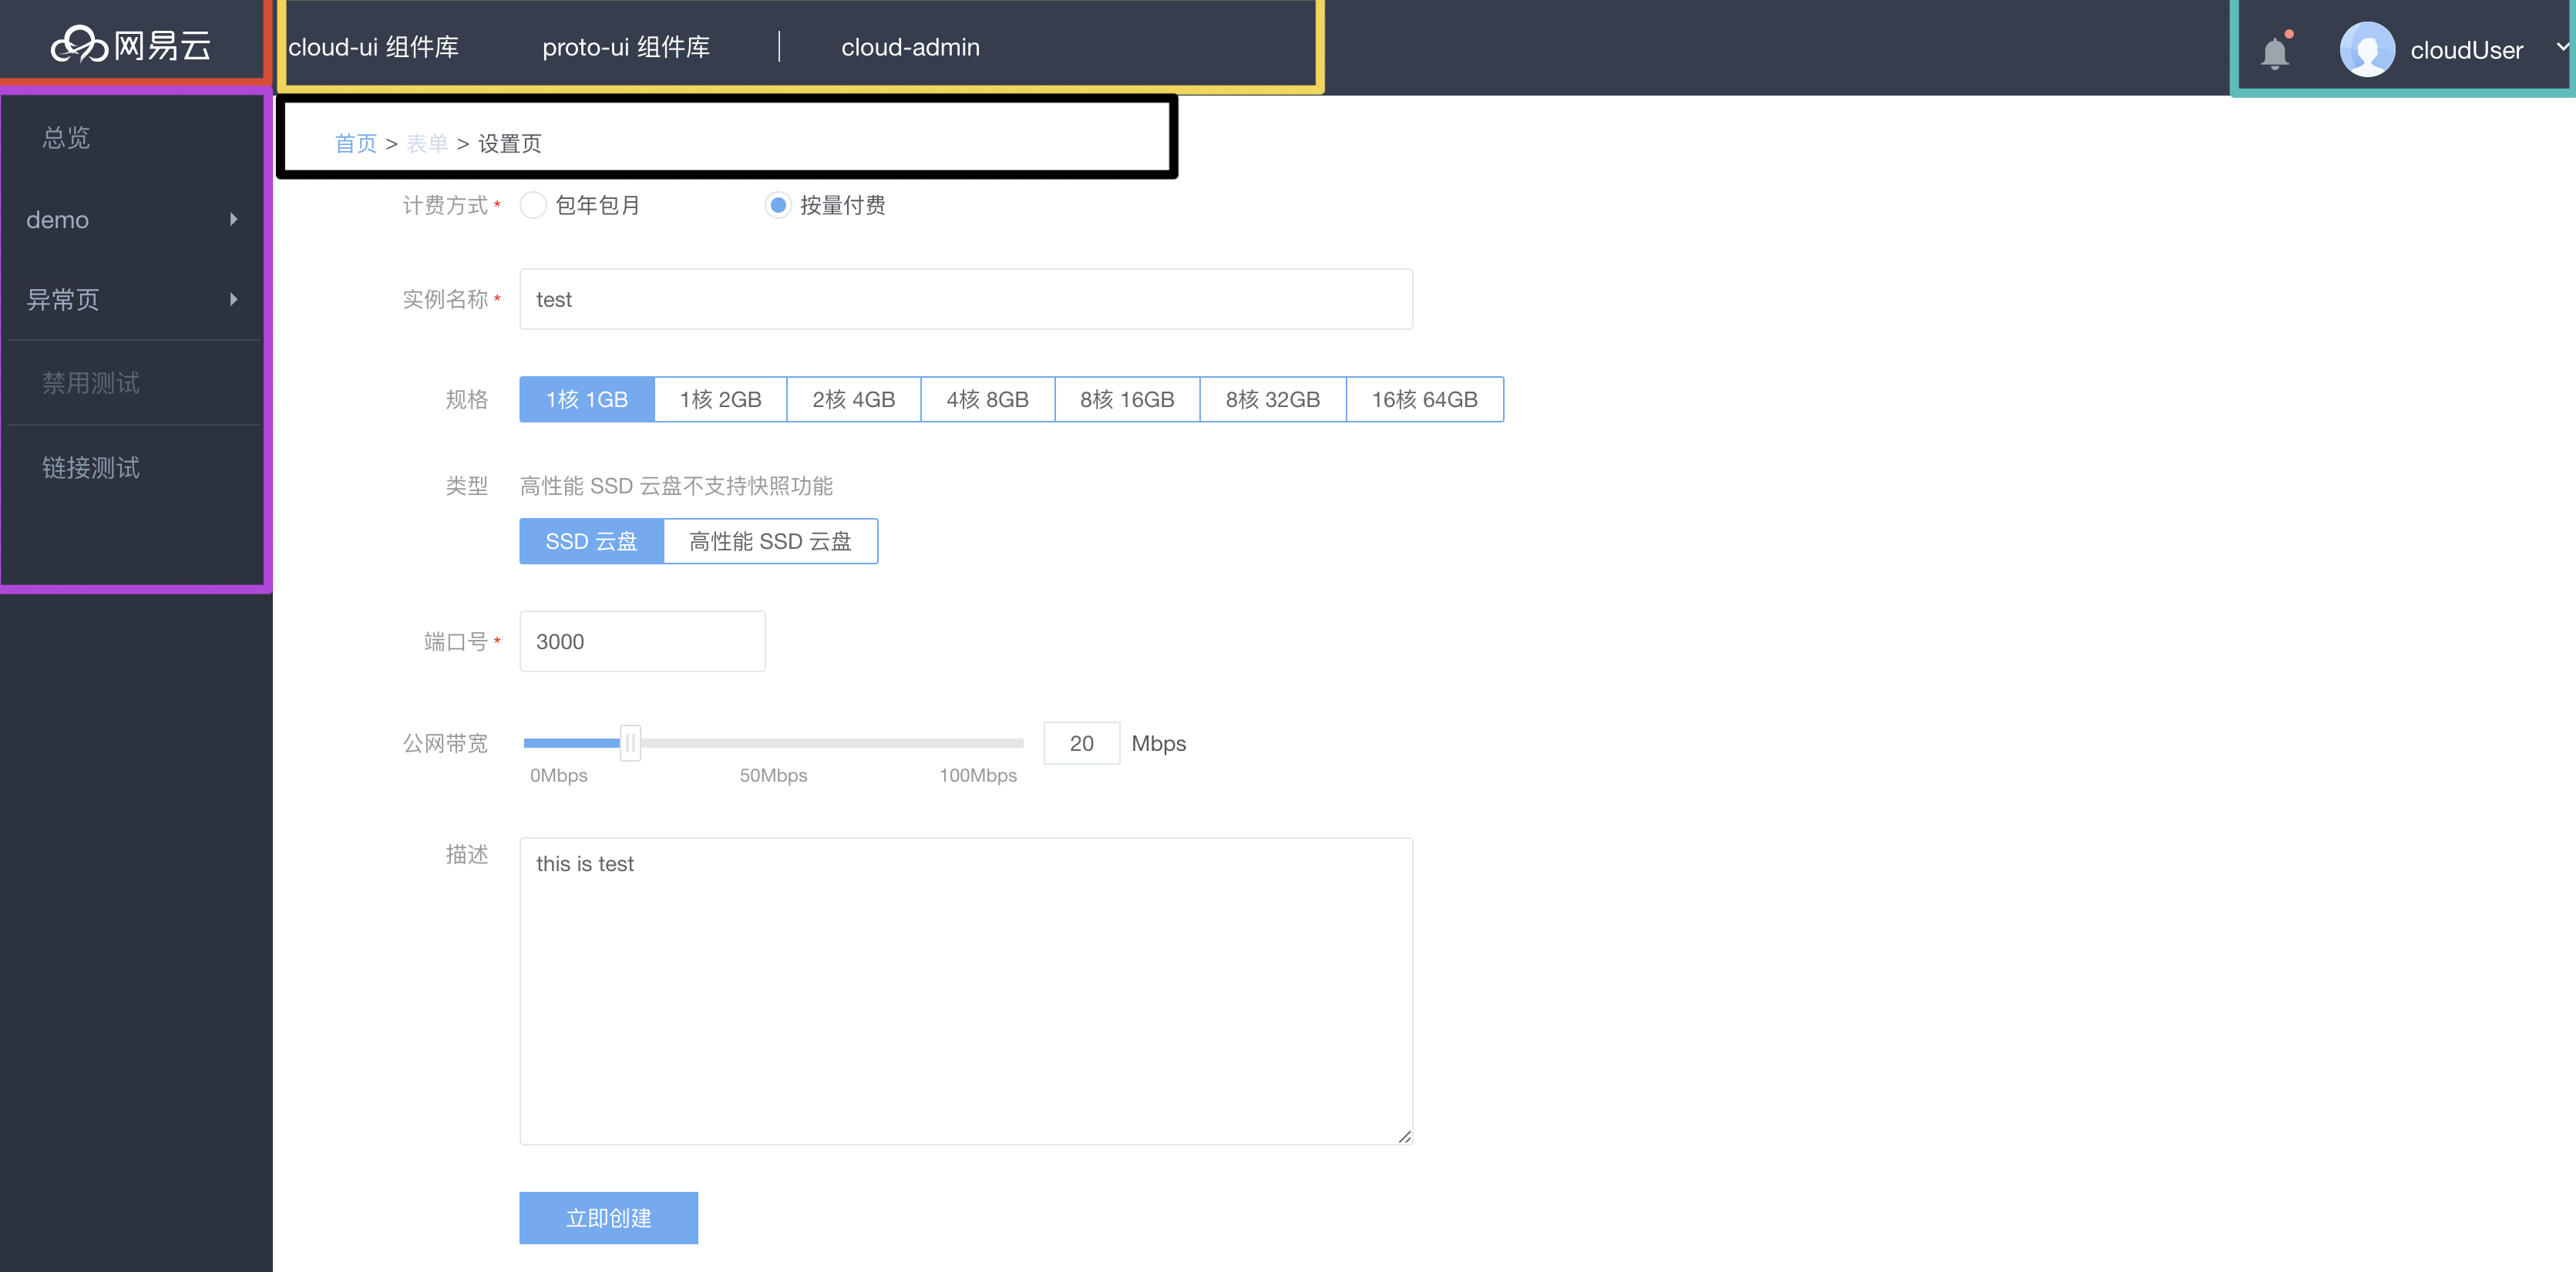 网易云
cloud-ui 组件库 proto-ui 组件库 cloud-admin
cloudUser
总览
demo
异常页
禁用测试
链接测试
首页 > 表单 > 设置页
计费方式* 包年包月 按量付费
实例名称* test
规格 1核 1GB 1核 2GB 2核 4GB 4核 8GB 8核 16GB 8核 32GB 16核 64GB
类型 高性能 SSD 云盘不支持快照功能
SSD 云盘 高性能 SSD 云盘
端口号* 3000
公网带宽 20 Mbps
0Mbps 50Mbps 100Mbps
描述 this is test
立即创建